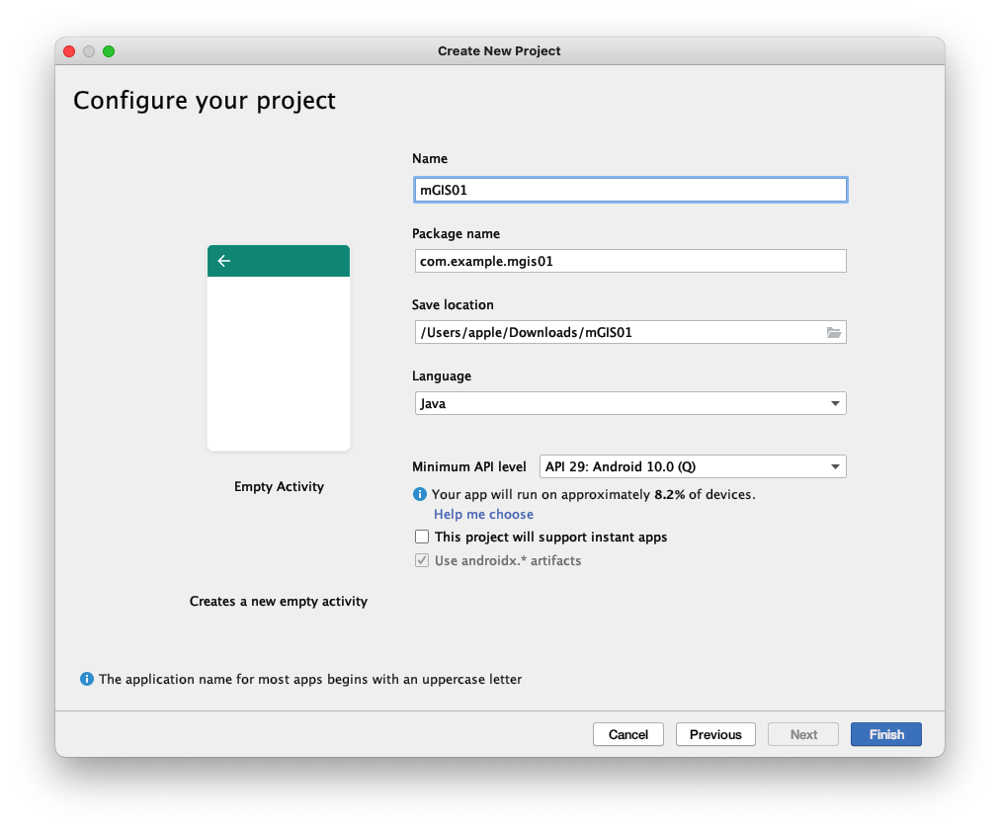 Create New Project
Configure your project
Name
mGIS01
Package name
com.example.mgis01
Save location
/Users/apple/Downloads/mGIS01
Language
Java
Minimum API level
API 29: Android 10.0 (Q)
Your app will run on approximately 8.2% of devices.
Help me choose
This project will support instant apps
Use androidx.* artifacts
Empty Activity
Creates a new empty activity
The application name for most apps begins with an uppercase letter
Cancel
Previous
Next
Finish